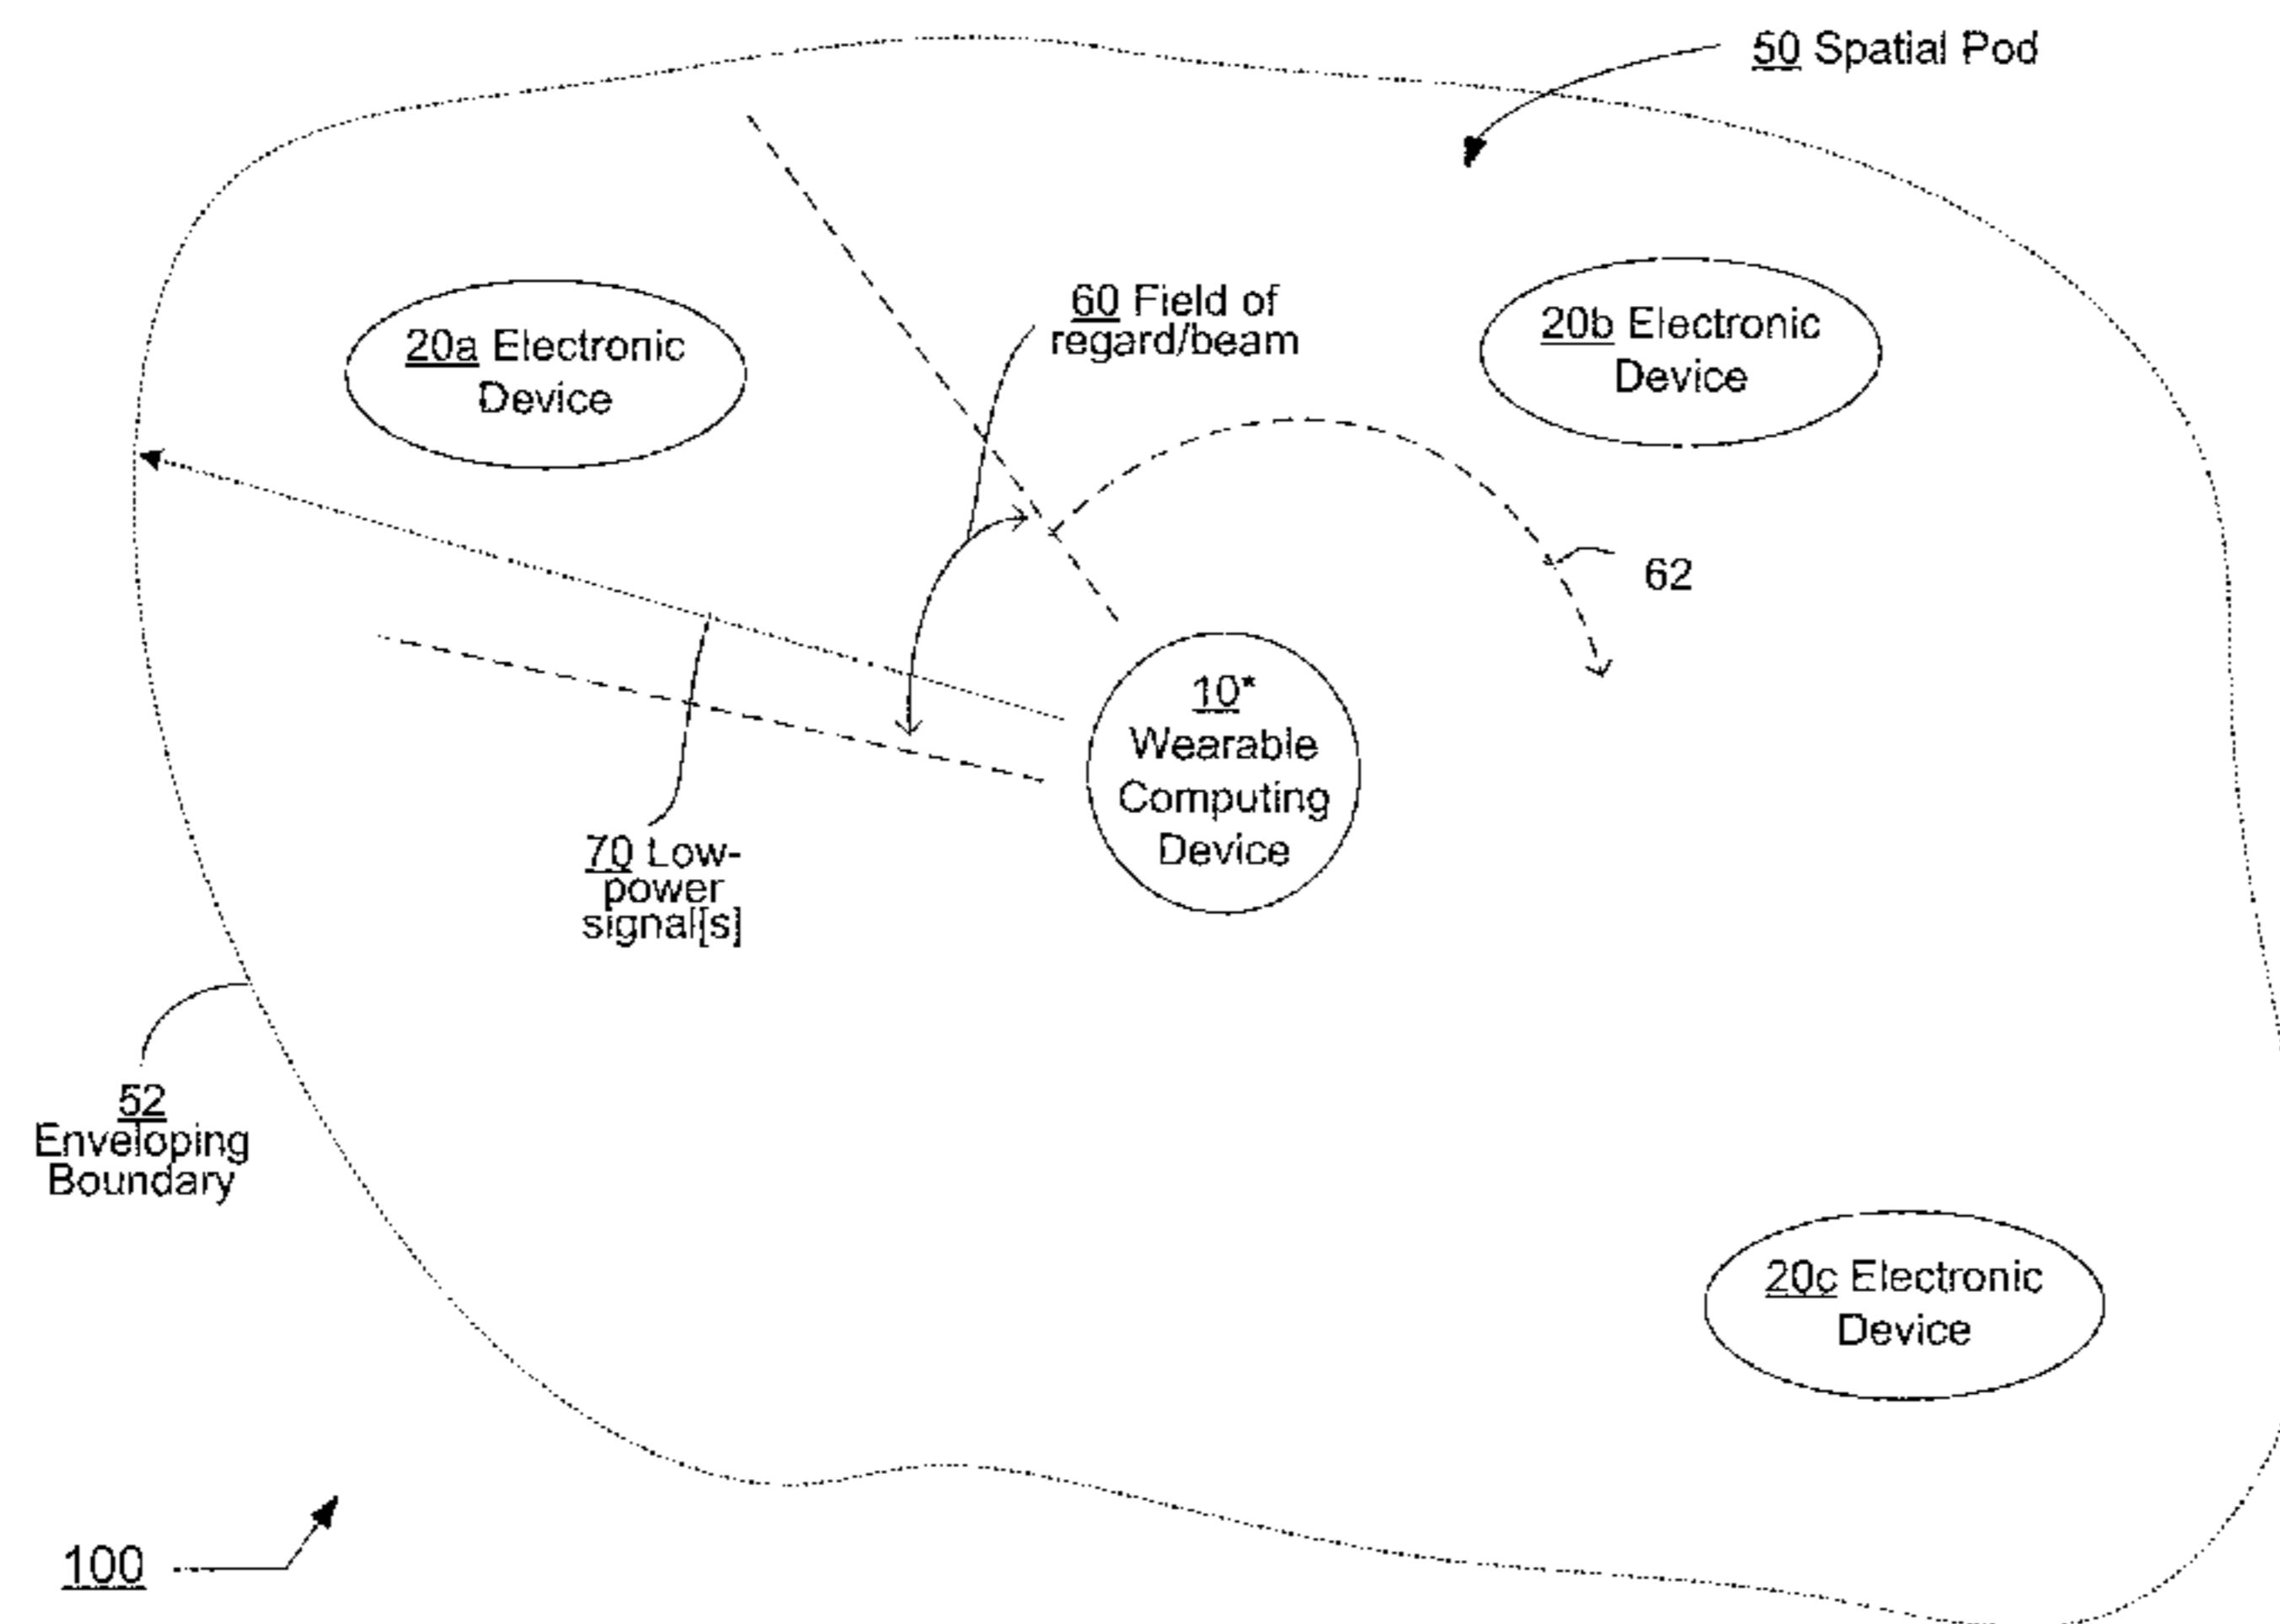 50 Spatial Pod
60 Field of
regard/beam
20a Electronic
Device
20b Electronic
Device
62
10*
Wearable
Computing
Device
70 Low-
power
signal[s]
52
Enveloping
Boundary
20c Electronic
Device
100